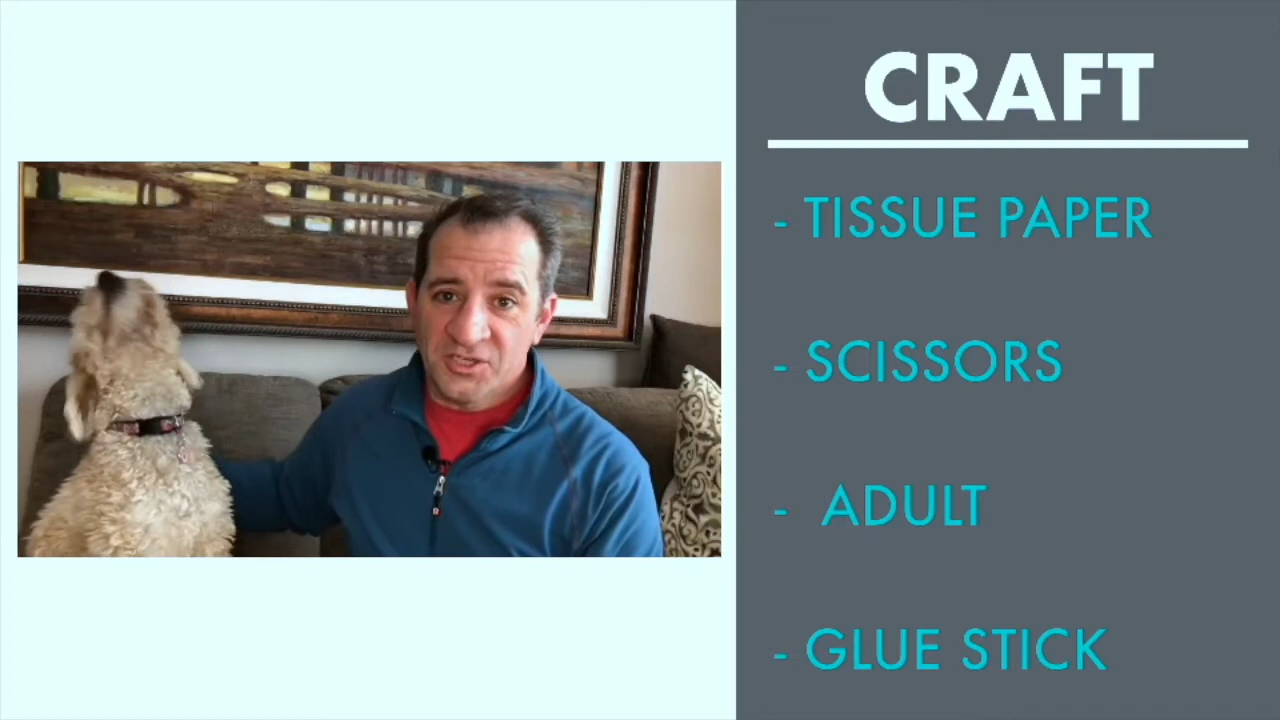 CRAFT
- TISSUE PAPER
- SCISSORS
- ADULT
- GLUE STICK